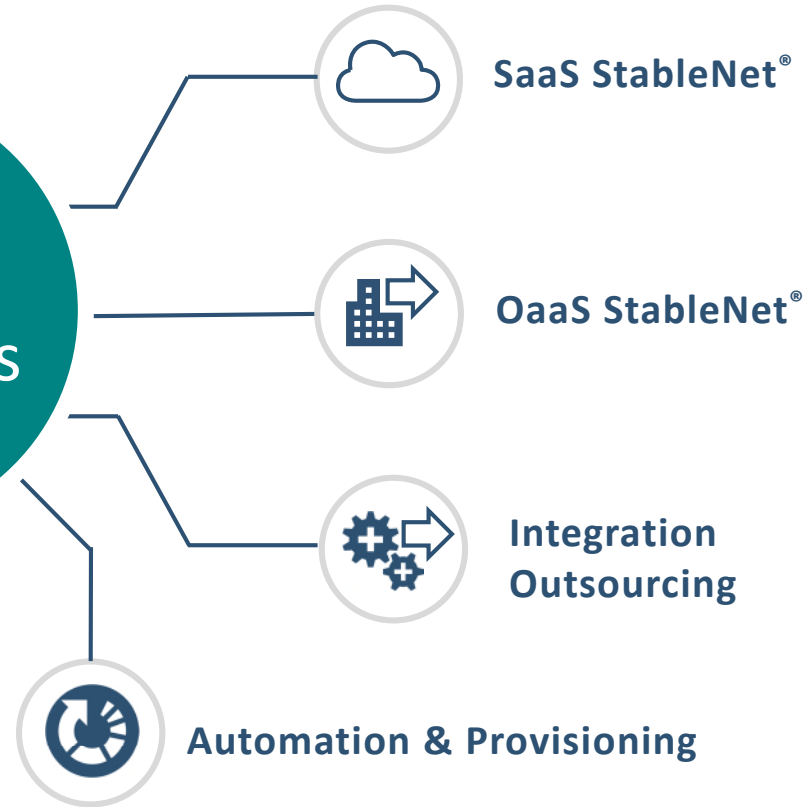 SaaS StableNet®
OaaS StableNet®
s
Integration
Outsourcing
Automation & Provisioning